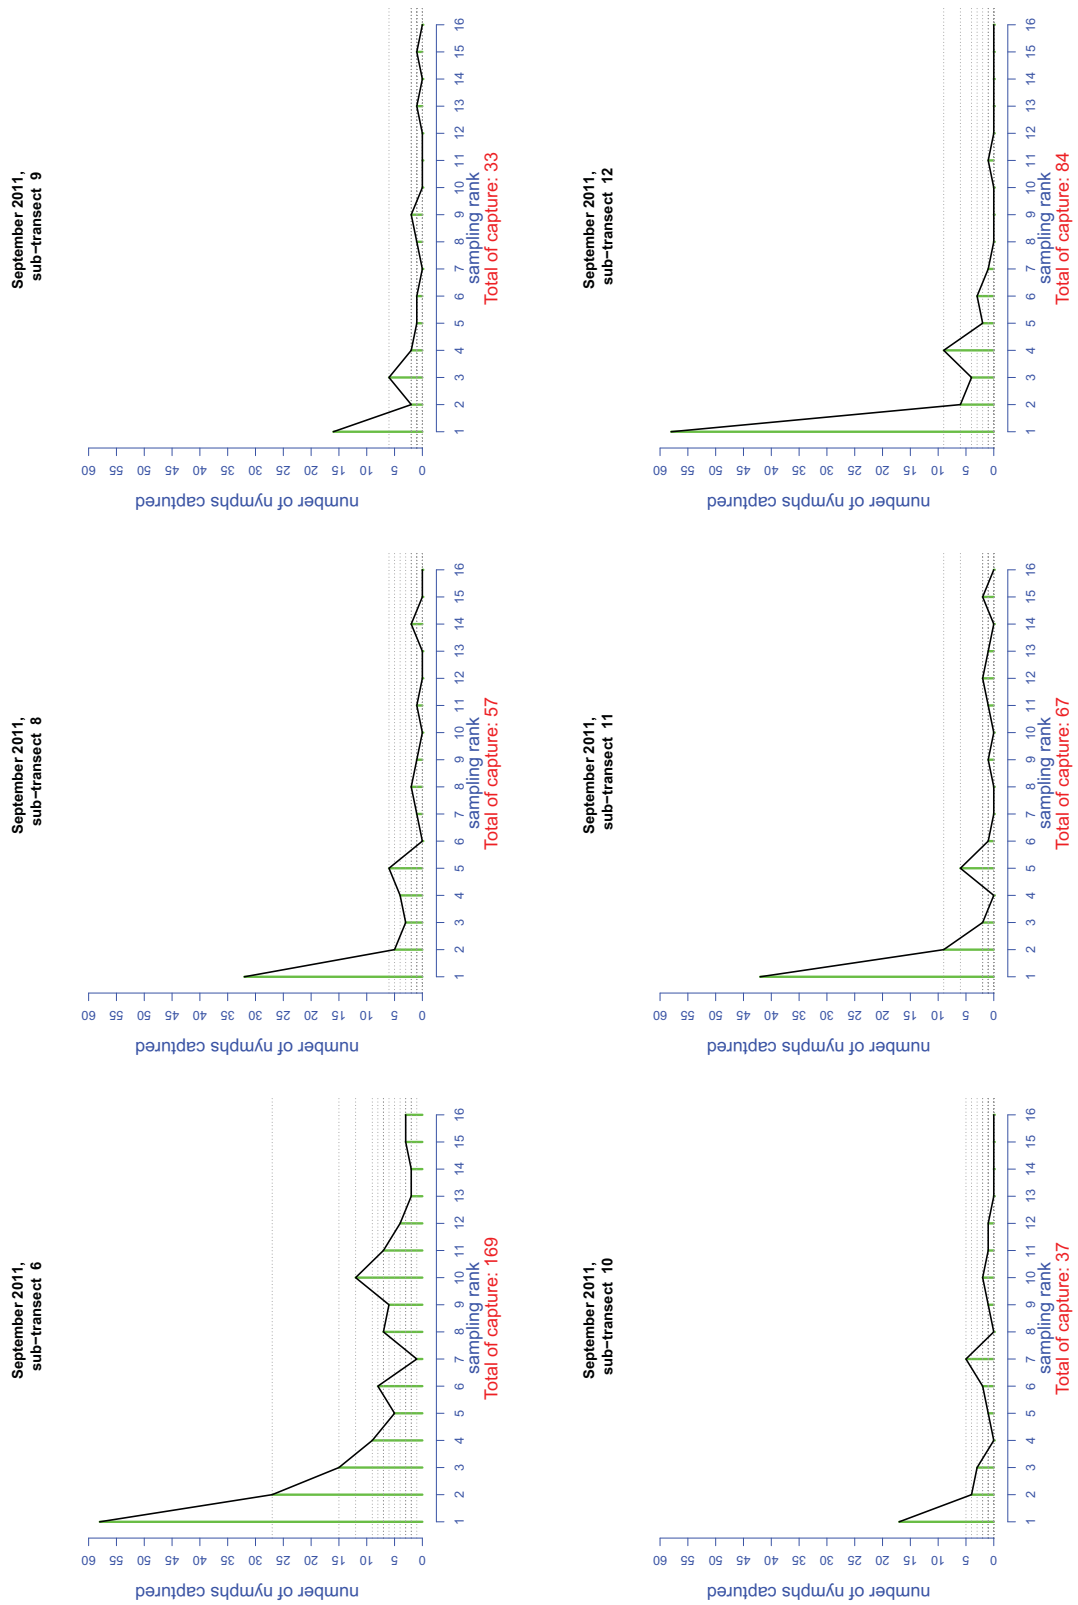 September 2011,
sub−transect 9
number of nymphs captured
0 5 10 15 20 25 30 35 40 45 50 55 60
1 2 3 4 5 6 7 8 9 10 11 12 13 14 15 16
sampling rank
Total of capture: 33
September 2011,
sub−transect 12
number of nymphs captured
0 5 10 15 20 25 30 35 40 45 50 55 60
1 2 3 4 5 6 7 8 9 10 11 12 13 14 15 16
sampling rank
Total of capture: 84
September 2011,
sub−transect 8
number of nymphs captured
0 5 10 15 20 25 30 35 40 45 50 55 60
1 2 3 4 5 6 7 8 9 10 11 12 13 14 15 16
sampling rank
Total of capture: 57
September 2011,
sub−transect 11
number of nymphs captured
0 5 10 15 20 25 30 35 40 45 50 55 60
1 2 3 4 5 6 7 8 9 10 11 12 13 14 15 16
sampling rank
Total of capture: 67
September 2011,
sub−transect 6
number of nymphs captured
0 5 10 15 20 25 30 35 40 45 50 55 60
1 2 3 4 5 6 7 8 9 10 11 12 13 14 15 16
sampling rank
Total of capture: 169
September 2011,
sub−transect 10
number of nymphs captured
0 5 10 15 20 25 30 35 40 45 50 55 60
1 2 3 4 5 6 7 8 9 10 11 12 13 14 15 16
sampling rank
Total of capture: 37